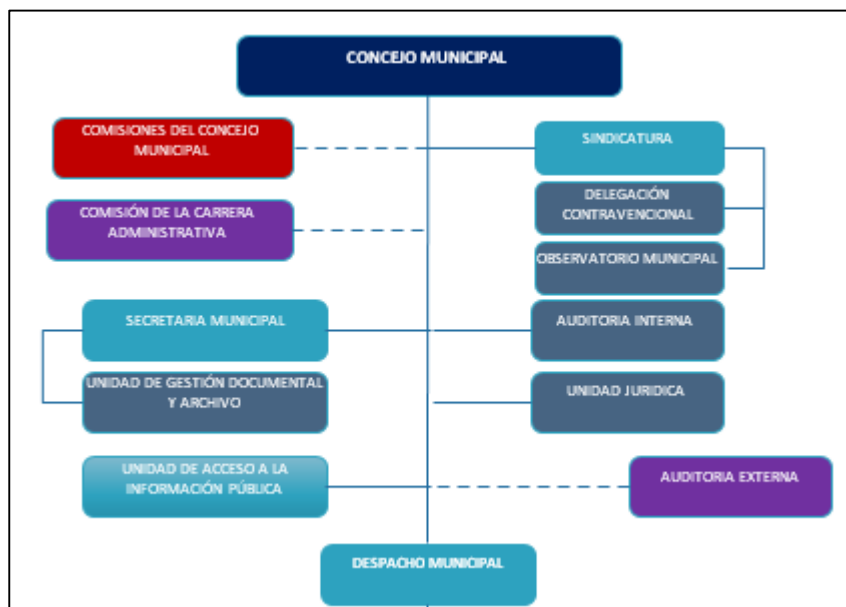 CONCEJO MUNICIPAL
COMISIONES DEL CONCEJO
MUNICIPAL
SINDICATURA
DELEGACIÓN
CONTRAVENCIONAL
COMISIÓN DE LA CARRERA
ADMINISTRATIVA
OBSERVATORIO MUNICIPAL
SECRETARIA MUNICIPAL
AUDITORIA INTERNA
UNIDAD DE GESTIÓN DOCUMENTAL
Y ARCHIVO
UNIDAD JURIDICA
UNIDAD DE ACCESO A LA
INFORMACIÓN PÚBLICA
AUDITORIA EXTERNA
DESPACHO MUNICIPAL